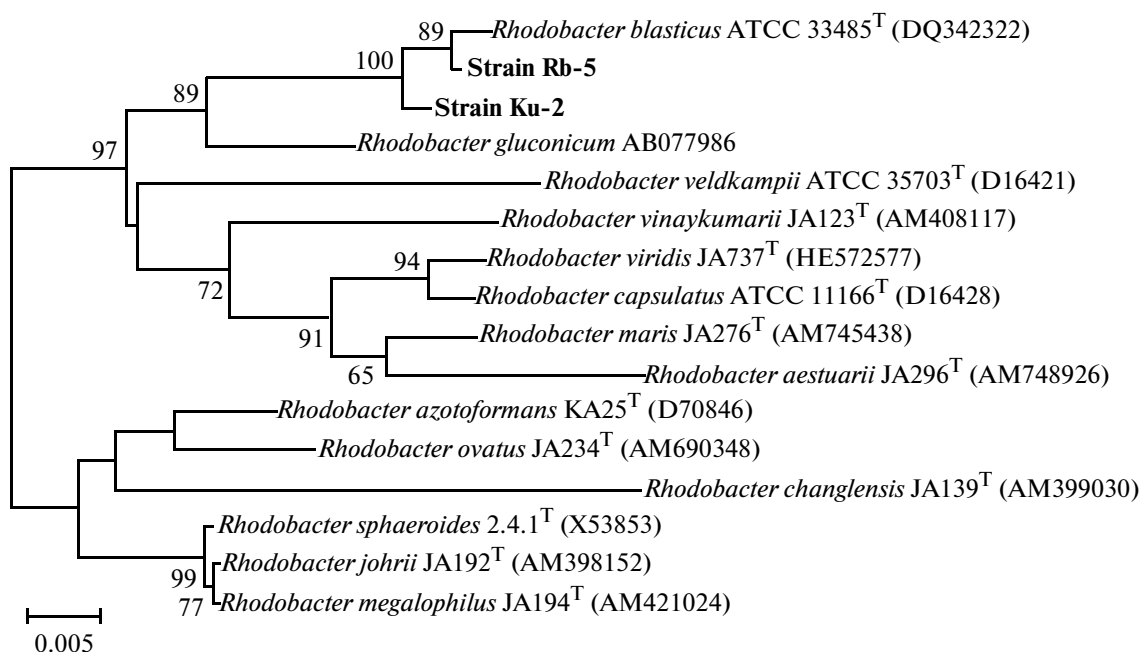 89
Rhodobacter blasticus ATCC 33485T (DQ342322)
100
Strain Rb-5
89
Strain Ku-2
97
Rhodobacter gluconicum AB077986
Rhodobacter veldkampii ATCC 35703T (D16421)
Rhodobacter vinaykumarii JA123T (AM408117)
94
Rhodobacter viridis JA737T (HE572577)
72
Rhodobacter capsulatus ATCC 11166T (D16428)
91
Rhodobacter maris JA276T (AM745438)
65
Rhodobacter aestuarii JA296T (AM748926)
Rhodobacter azotoformans KA25T (D70846)
Rhodobacter ovatus JA234T (AM690348)
Rhodobacter changlensis JA139T (AM399030)
Rhodobacter sphaeroides 2.4.1T (X53853)
Rhodobacter johrii JA192T (AM398152)
99
77
Rhodobacter megalophilus JA194T (AM421024)
0.005